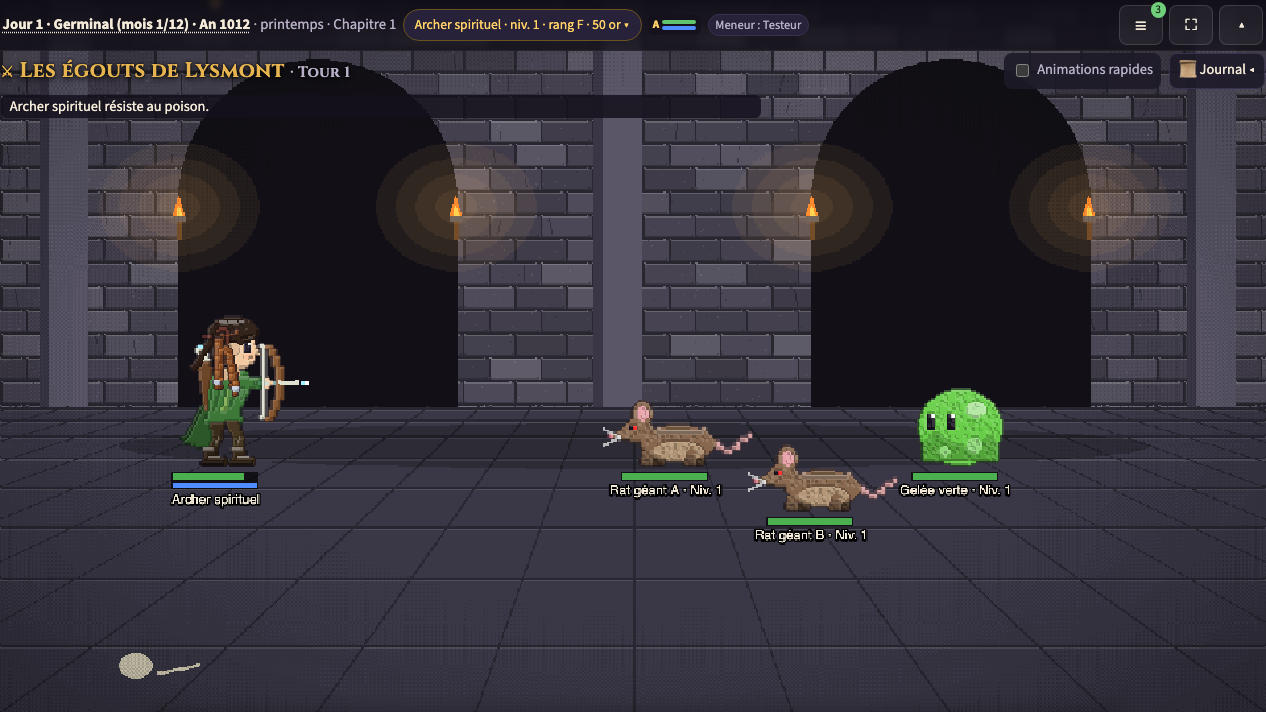 Jour 1 · Germinal (mois 1/12) · An 1012 · printemps · Chapitre 1
Archer spirituel · niv. 1 · rang F · 50 or ▾
A
Meneur : Testeur
3
⚔ Les égouts de Lysmont · Tour 1
Animations rapides
Journal ◂
Archer spirituel résiste au poison.
Archer spirituel
Rat géant A · Niv. 1
Gelée verte · Niv. 1
Rat géant B · Niv. 1